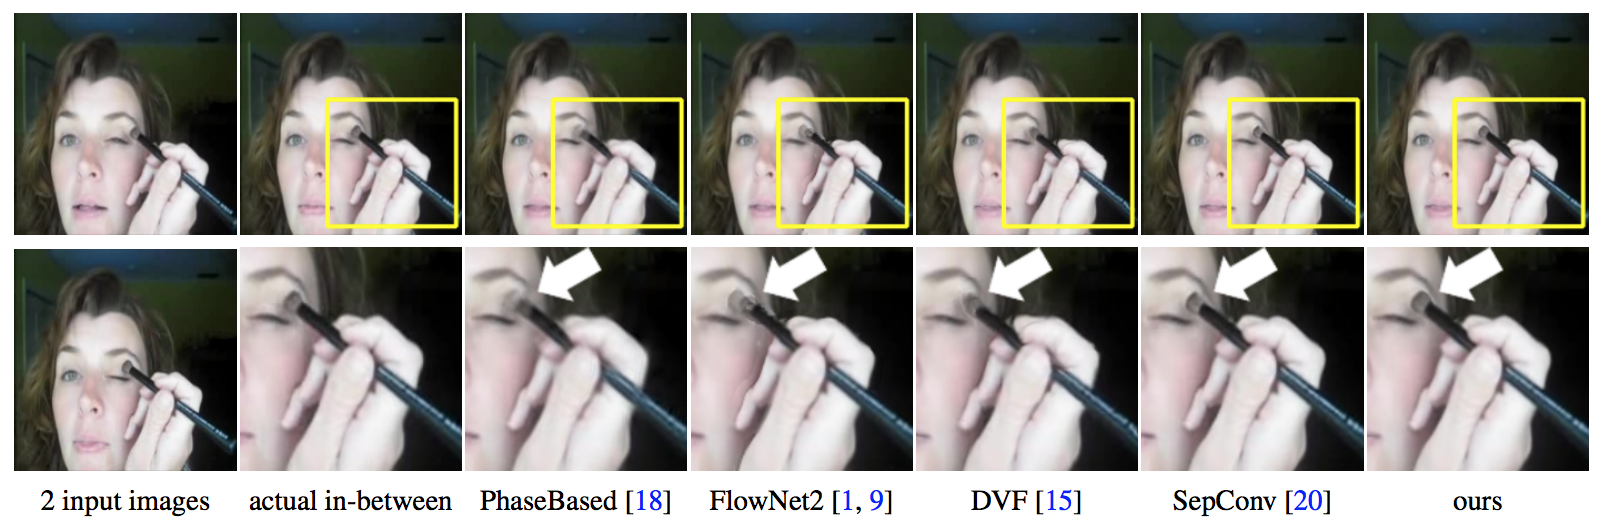 2 input images
actual in-between
PhaseBased [18]
FlowNet2 [1, 9]
DVF [15]
SepConv [20]
ours